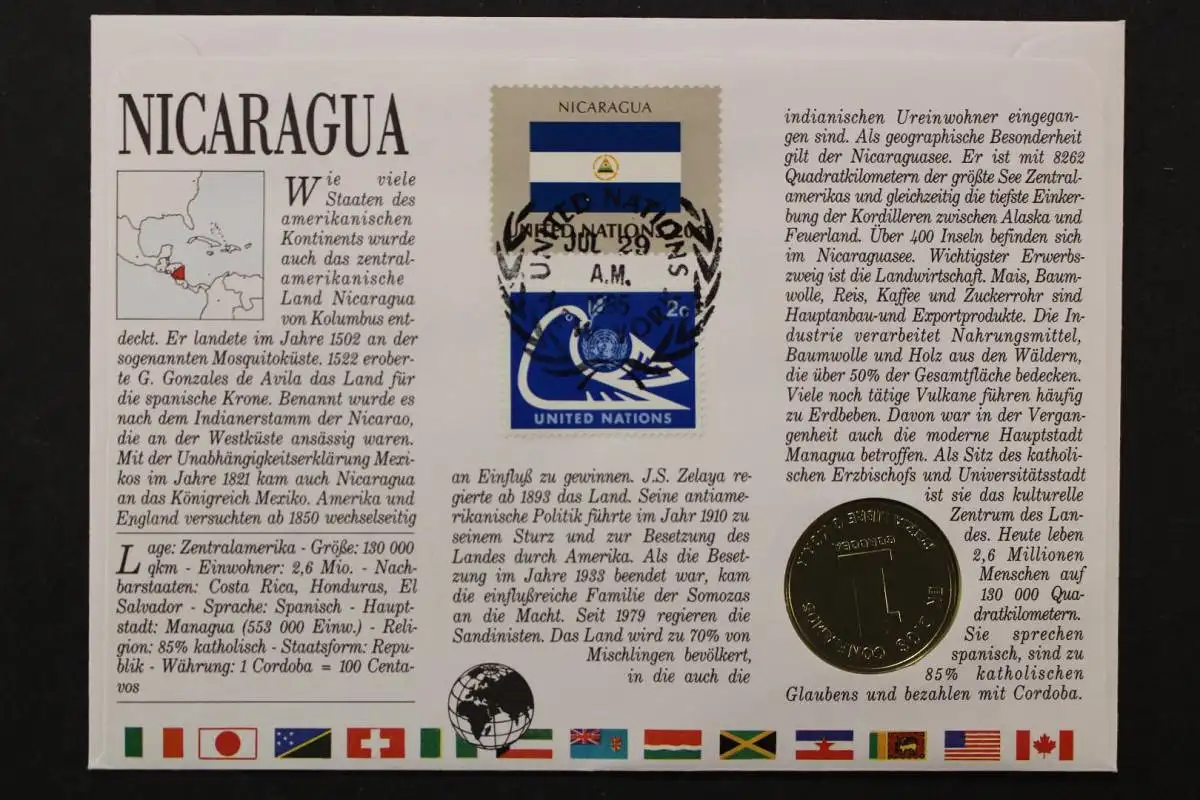 NICARAGUA
Wie viele
Staaten des
amerikanischen
Kontinents wurde
auch das zentral-
amerikanische
Land Nicaragua
von Kolumbus ent-
deckt. Er landete im Jahre 1502 an der
sogenannten Mosquitoküste. 1522 erober-
te G. Gonzales de Avila das Land für
die spanische Krone. Benannt wurde es
nach dem Indianerstamm der Nicarao,
die an der Westküste ansässig waren.
Mit der Unabhängigkeitserklärung Mexi-
kos im Jahre 1821 kam auch Nicaragua
an das Königreich Mexiko. Amerika und
England versuchten ab 1850 wechselseitig
Lage: Zentralamerika - Größe: 130 000
qkm - Einwohner: 2,6 Mio. - Nach-
barstaaten: Costa Rica, Honduras, El
Salvador - Sprache: Spanisch - Haupt-
stadt: Managua (553 000 Einw.) - Reli-
gion: 85% katholisch - Staatsform: Repu-
blik - Währung: 1 Cordoba = 100 Centa-
vos
NICARAGUA
UNITED NATIONS 20c
UNITED NATIONS
JUL 29
A.M.
1985
2c
UNITED NATIONS
an Einfluß zu gewinnen. J.S. Zelaya re-
gierte ab 1893 das Land. Seine antiame-
rikanische Politik führte im Jahr 1910 zu
seinem Sturz und zur Besetzung des
Landes durch Amerika. Als die Beset-
zung im Jahre 1933 beendet war, kam
die einflußreiche Familie der Somozas
an die Macht. Seit 1979 regieren die
Sandinisten. Das Land wird zu 70% von
Mischlingen bevölkert,
in die auch die
indianischen Ureinwohner eingegan-
gen sind. Als geographische Besonderheit
gilt der Nicaraguasee. Er ist mit 8262
Quadratkilometern der größte See Zentral-
amerikas und gleichzeitig die tiefste Einker-
bung der Kordilleren zwischen Alaska und
Feuerland. Über 400 Inseln befinden sich
im Nicaraguasee. Wichtigster Erwerbs-
zweig ist die Landwirtschaft. Mais, Baum-
wolle, Reis, Kaffee und Zuckerrohr sind
Hauptanbau-und Exportprodukte. Die In-
dustrie verarbeitet Nahrungsmittel,
Baumwolle und Holz aus den Wäldern,
die über 50% der Gesamtfläche bedecken.
Viele noch tätige Vulkane führen häufig
zu Erdbeben. Davon war in der Vergan-
genheit auch die moderne Hauptstadt
Managua betroffen. Als Sitz des katholi-
schen Erzbischofs und Universitätsstadt
ist sie das kulturelle
Zentrum des Lan-
des. Heute leben
2,6 Millionen
Menschen auf
130 000 Qua-
dratkilometern.
Sie sprechen
spanisch, sind zu
85% katholischen
Glaubens und bezahlen mit Cordoba.
PATRIA LIBRE O MORIR
CORDOBA
1
EN DIOS CONFIAMOS